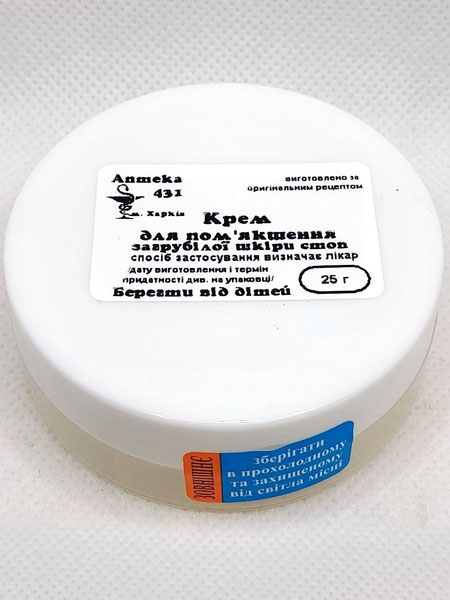 Аптека
431
м. Харків
виготовлено за
оригінальним рецептом
Крем
для пом'якшення
загрубілої шкіри стоп
спосіб застосування визначає лікар
/дату виготовлення і термін
придатності див. на упаковці/
25 г
Берегти від дітей
ЗОВНІШНЄ
Зберігати
в прохолодному
та захищеному
від світла місці